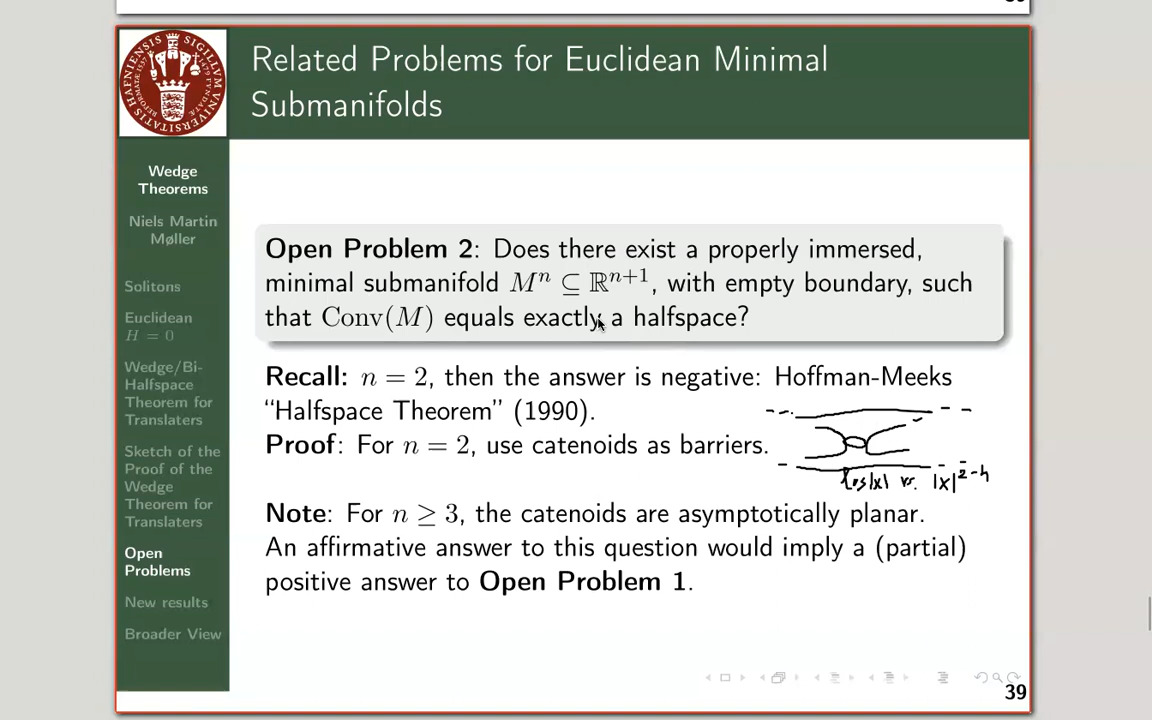 Related Problems for Euclidean Minimal
Submanifolds
Wedge
Theorems
Niels Martin
Møller
Solitons
Euclidean
H = 0
Wedge/Bi-
Halfspace
Theorem for
Translaters
Sketch of the
Proof of the
Wedge
Theorem for
Translaters
Open
Problems
New results
Broader View
Open Problem 2: Does there exist a properly immersed,
minimal submanifold Mⁿ ⊆ ℝⁿ⁺¹, with empty boundary, such
that Conv(M) equals exactly a halfspace?
Recall: n = 2, then the answer is negative: Hoffman-Meeks
“Halfspace Theorem” (1990).
Proof: For n = 2, use catenoids as barriers.
log|x| vs. |x|²⁻ⁿ
Note: For n ≥ 3, the catenoids are asymptotically planar.
An affirmative answer to this question would imply a (partial)
positive answer to Open Problem 1.
39